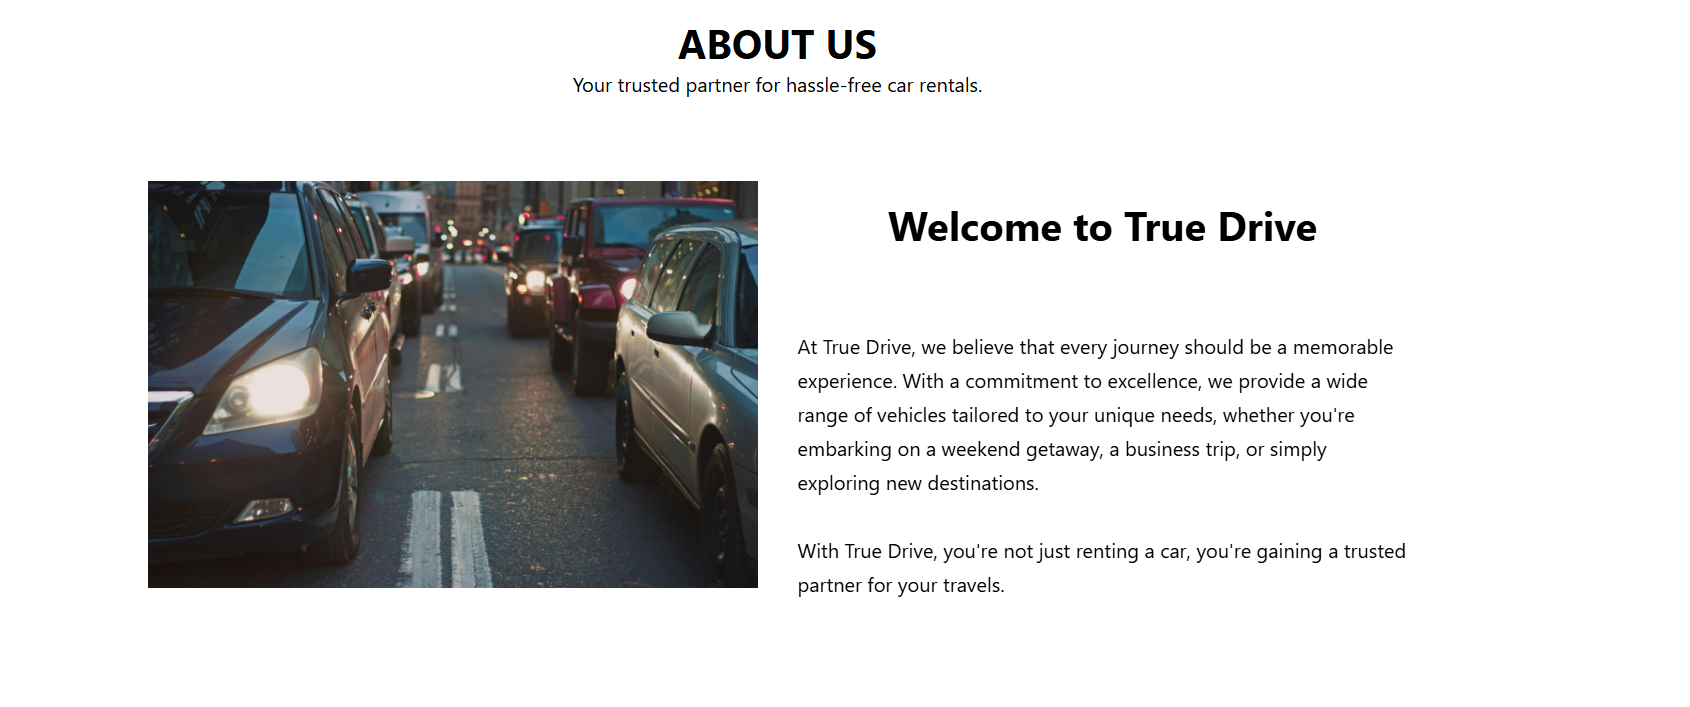 ABOUT US
Your trusted partner for hassle-free car rentals.
Welcome to True Drive
At True Drive, we believe that every journey should be a memorable
experience. With a commitment to excellence, we provide a wide
range of vehicles tailored to your unique needs, whether you're
embarking on a weekend getaway, a business trip, or simply
exploring new destinations.
With True Drive, you're not just renting a car, you're gaining a trusted
partner for your travels.